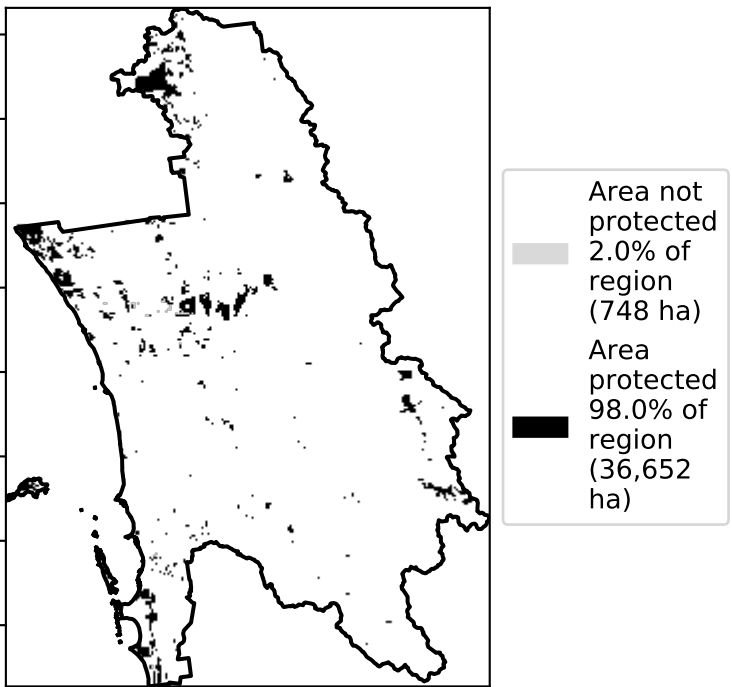 Area not
protected
2.0% of
region
(748 ha)
Area
protected
98.0% of
region
(36,652
ha)